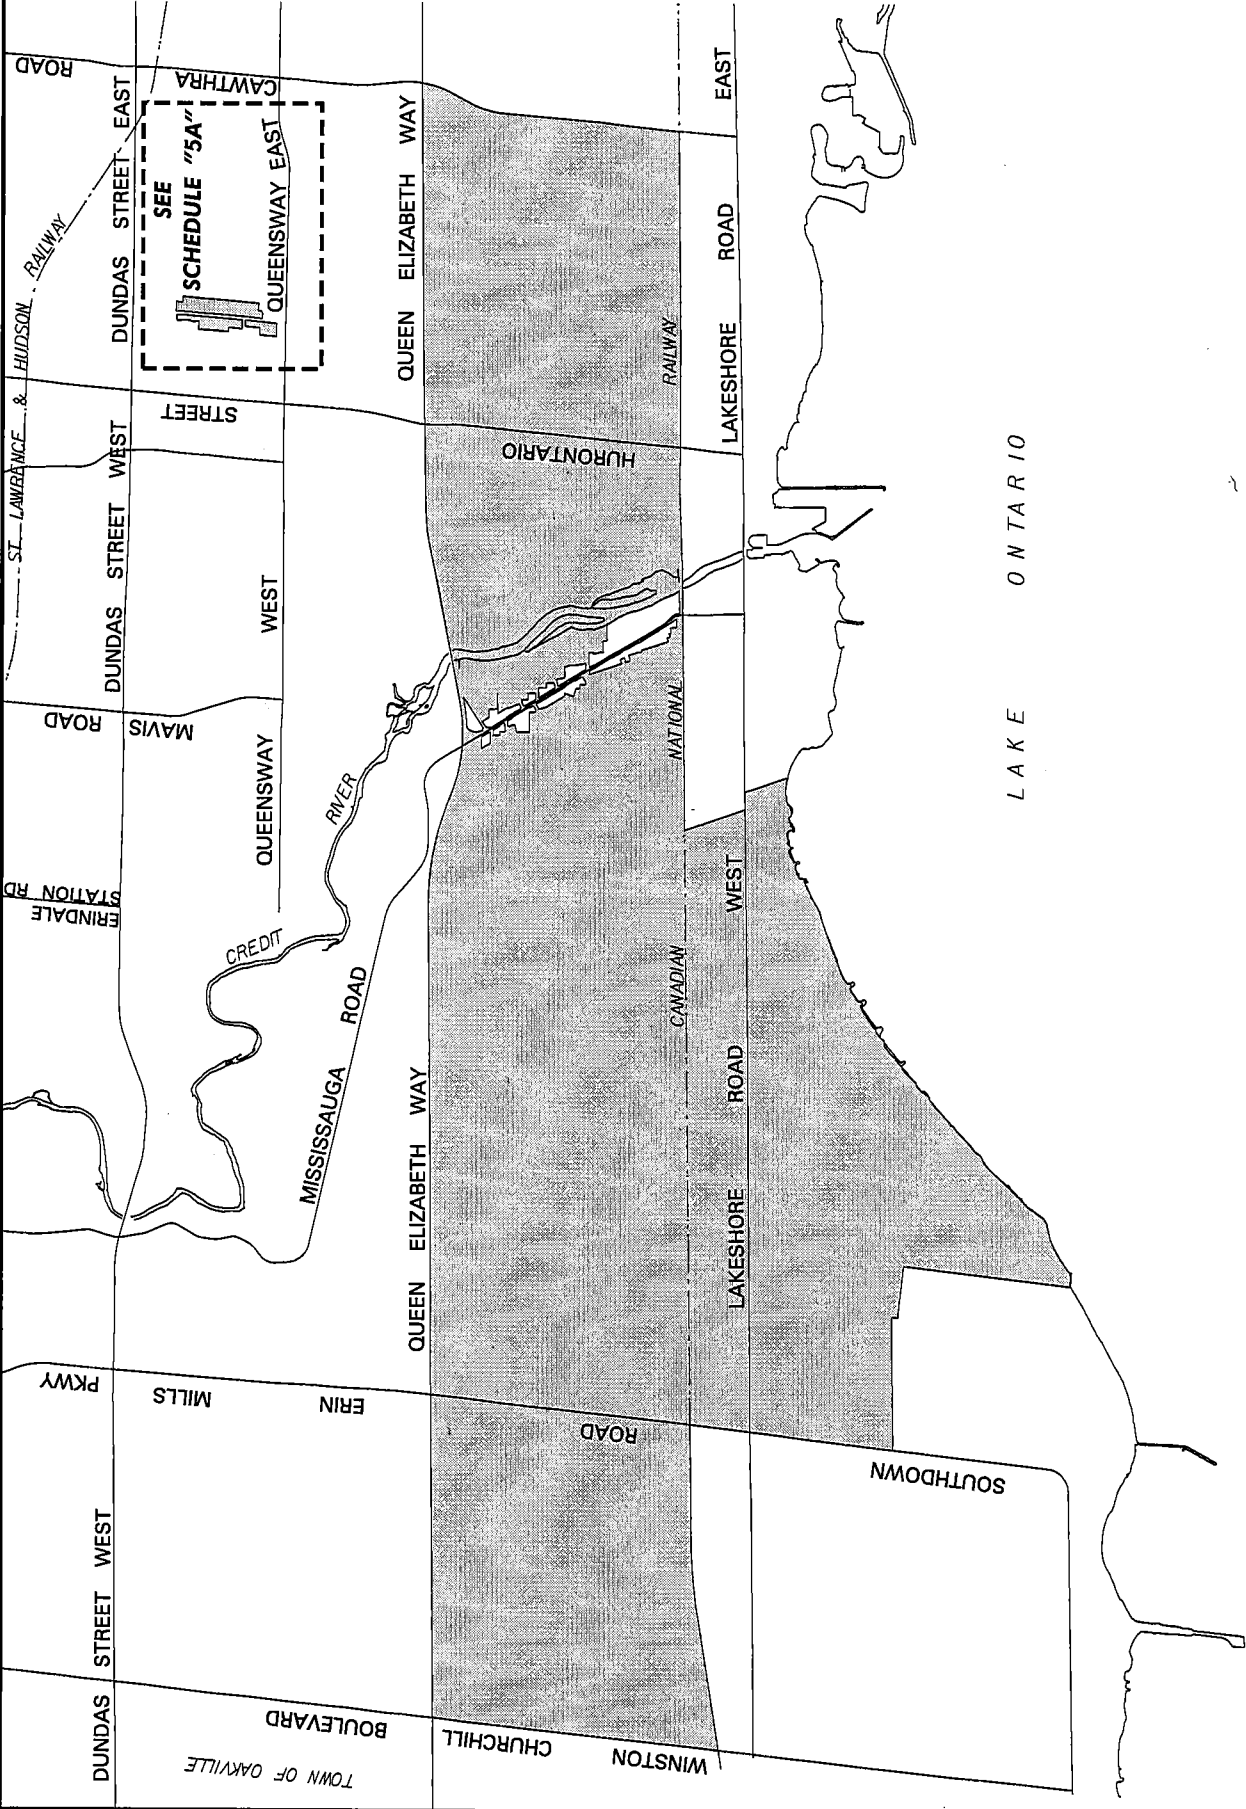 ST. LAWRENCE & HUDSON RAILWAY
DUNDAS STREET WEST
DUNDAS STREET WEST
DUNDAS STREET EAST
TOWN OF OAKVILLE
WINSTON CHURCHILL BOULEVARD
ERIN MILLS PKWY
SOUTHDOWN ROAD
ERINDALE
STATION RD
MAVIS ROAD
HURONTARIO STREET
CAWTHRA ROAD
SEE
SCHEDULE "5A"
QUEENSWAY WEST
QUEENSWAY EAST
CREDIT RIVER
MISSISSAUGA ROAD
QUEEN ELIZABETH WAY
QUEEN ELIZABETH WAY
CANADIAN NATIONAL RAILWAY
LAKESHORE ROAD WEST
LAKESHORE ROAD EAST
LAKE ONTARIO